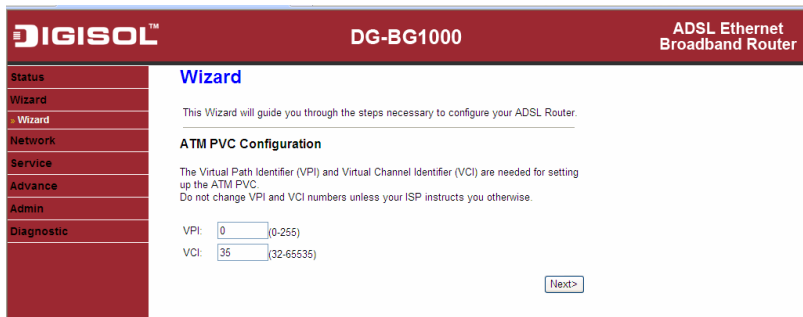 DIGISOL™
DG-BG1000
ADSL Ethernet
Broadband Router
Status
Wizard
» Wizard
Network
Service
Advance
Admin
Diagnostic
Wizard
This Wizard will guide you through the steps necessary to configure your ADSL Router.
ATM PVC Configuration
The Virtual Path Identifier (VPI) and Virtual Channel Identifier (VCI) are needed for setting
up the ATM PVC.
Do not change VPI and VCI numbers unless your ISP instructs you otherwise.
VPI: 0 (0-255)
VCI: 35 (32-65535)
Next>